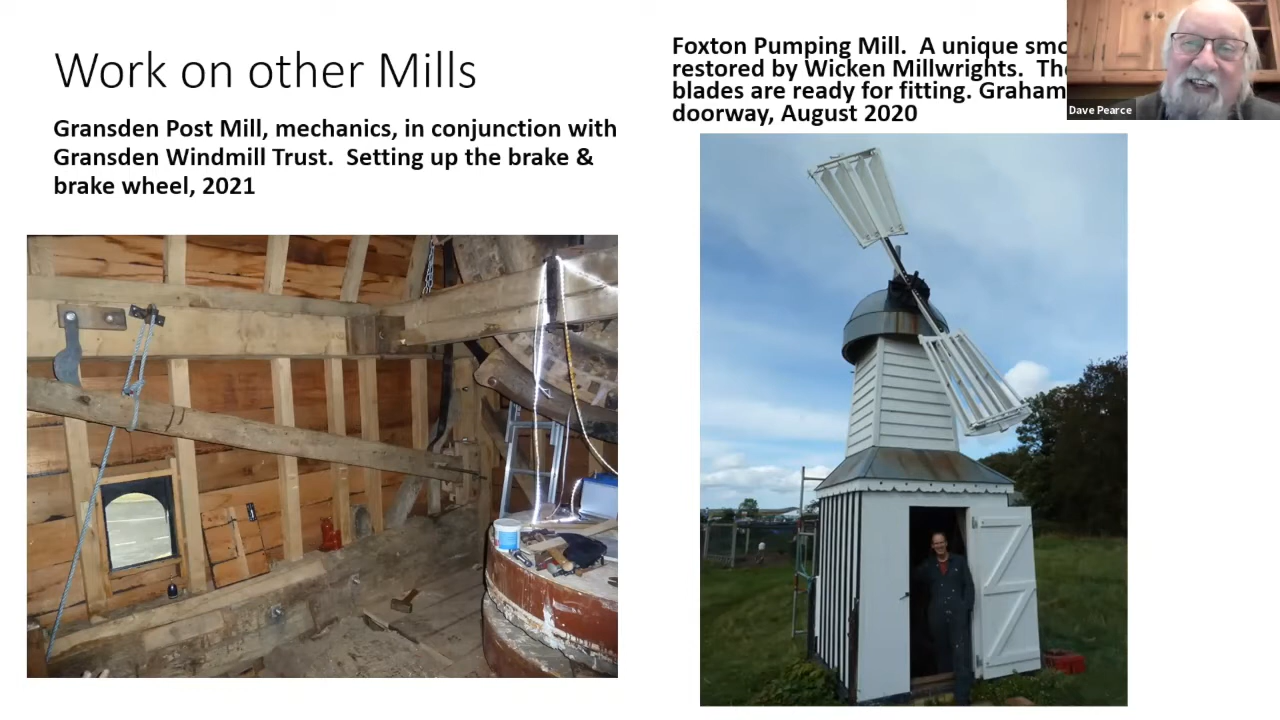 Work on other Mills
Gransden Post Mill, mechanics, in conjunction with
Gransden Windmill Trust.  Setting up the brake &
brake wheel, 2021
Foxton Pumping Mill.  A unique
restored by Wicken Millwrights.
blades are ready for fitting. Graham
doorway, August 2020
Dave Pearce